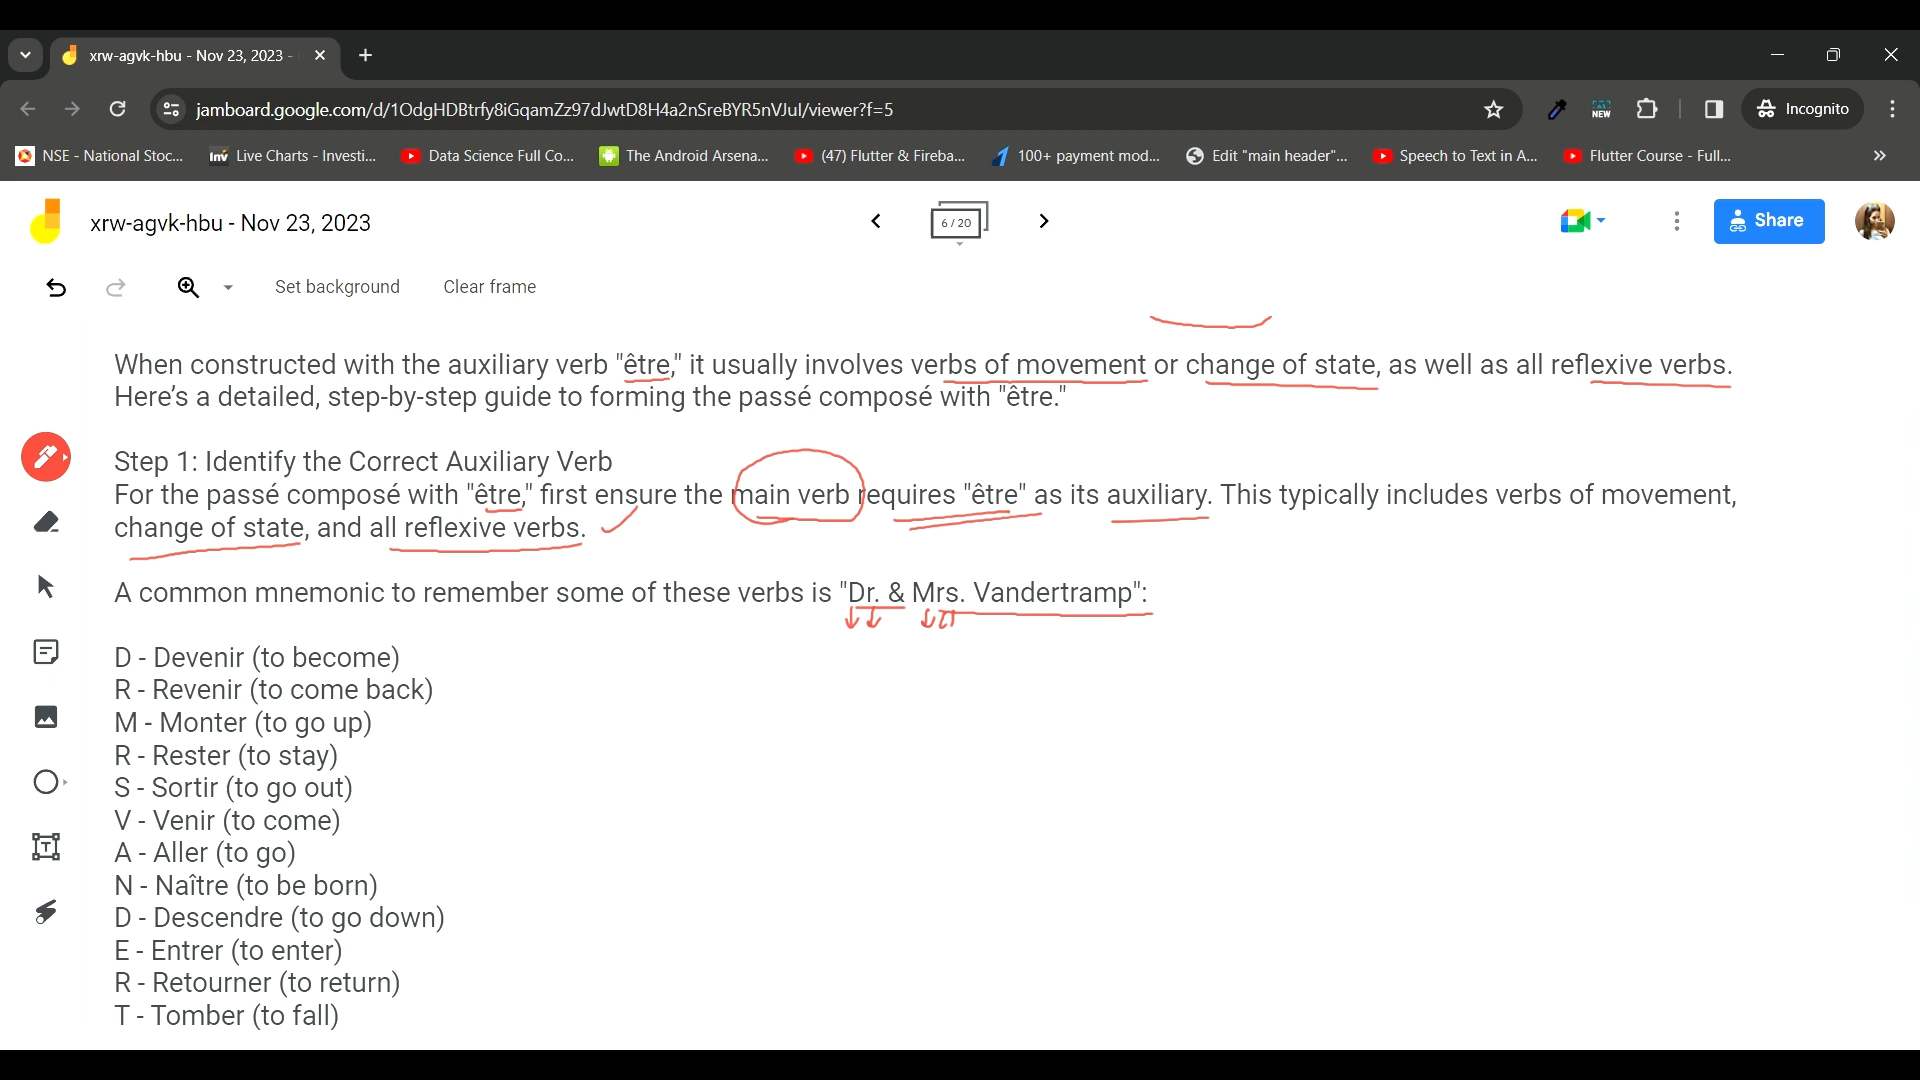 xrw-agvk-hbu - Nov 23, 2023 -
jamboard.google.com/d/1OdgHDBtrfy8iGqamZz97dJwtD8H4a2nSreBYR5nVJuI/viewer?f=5
NEW
Incognito
NSE - National Stoc...
Inv Live Charts - Investi...
Data Science Full Co...
The Android Arsena...
(47) Flutter & Fireba...
100+ payment mod...
Edit "main header"...
Speech to Text in A...
Flutter Course - Full...
xrw-agvk-hbu - Nov 23, 2023
6 / 20
Share
Set background
Clear frame
When constructed with the auxiliary verb "être," it usually involves verbs of movement or change of state, as well as all reflexive verbs.
Here's a detailed, step-by-step guide to forming the passé composé with "être."
Step 1: Identify the Correct Auxiliary Verb
For the passé composé with "être," first ensure the main verb requires "être" as its auxiliary. This typically includes verbs of movement,
change of state, and all reflexive verbs.
A common mnemonic to remember some of these verbs is "Dr. & Mrs. Vandertramp":
D - Devenir (to become)
R - Revenir (to come back)
M - Monter (to go up)
R - Rester (to stay)
S - Sortir (to go out)
V - Venir (to come)
A - Aller (to go)
N - Naître (to be born)
D - Descendre (to go down)
E - Entrer (to enter)
R - Retourner (to return)
T - Tomber (to fall)